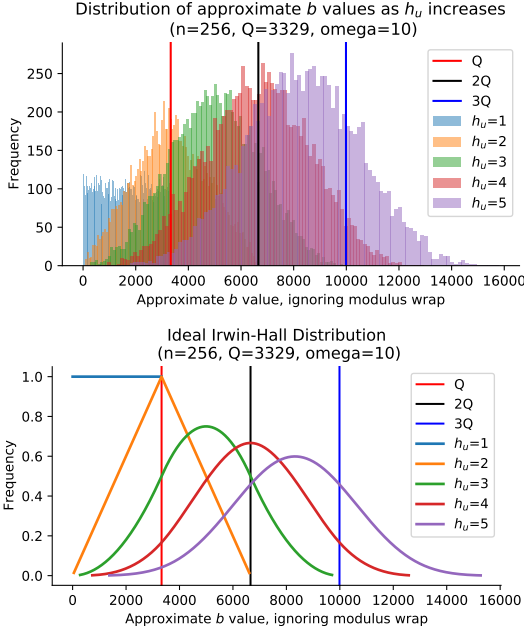 Distribution of approximate b values as h_u increases
(n=256, Q=3329, omega=10)
Frequency
250
200
150
100
50
0
Q
2Q
3Q
h_u=1
h_u=2
h_u=3
h_u=4
h_u=5
0 2000 4000 6000 8000 10000 12000 14000 16000
Approximate b value, ignoring modulus wrap
Ideal Irwin-Hall Distribution
(n=256, Q=3329, omega=10)
Frequency
1.0
0.8
0.6
0.4
0.2
0.0
Q
2Q
3Q
h_u=1
h_u=2
h_u=3
h_u=4
h_u=5
0 2000 4000 6000 8000 10000 12000 14000 16000
Approximate b value, ignoring modulus wrap